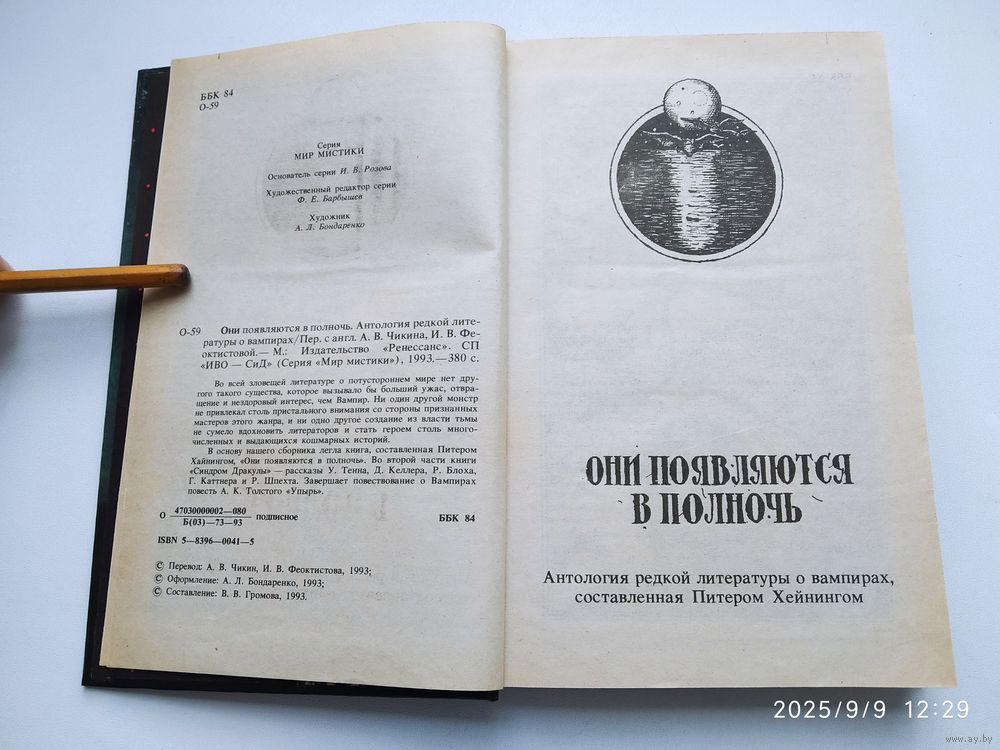 ББК 84
О-59
Серия
МИР МИСТИКИ
Основатель серии И. В. Розова
Художественный редактор серии
Ф. Е. Барбышев
Художник
А. Л. Бондаренко
О-59 Они появляются в полночь. Антология редкой лите-
ратуры о вампирах/Пер. с англ. А. В. Чикина, И. В. Фе-
октистовой.— М.: Издательство «Ренессанс». СП
«ИВО — СиД» (Серия «Мир мистики»), 1993.—380 с.
Во всей зловещей литературе о потустороннем мире нет дру-
гого такого существа, которое вызывало бы больший ужас, отвра-
щение и нездоровый интерес, чем Вампир. Ни один другой монстр
не привлекал столь пристального внимания со стороны признанных
мастеров этого жанра, и ни одно другое создание из власти тьмы
не сумело вдохновить литераторов и стать героем столь много-
численных и выдающихся кошмарных историй.
В основу нашего сборника легла книга, составленная Питером
Хайнингом, «Они появляются в полночь». Во второй части книги
«Синдром Дракулы» — рассказы У. Тенна, Д. Келлера, Р. Блоха,
Г. Каттнера и Р. Шпехта. Завершает повествование о Вампирах
повесть А. К. Толстого «Упырь».
О 47030000002—080
Б(03)—73—93 подписное ББК 84
ISBN 5—8396—0041—5
© Перевод: А. В. Чикин, И. В. Феоктистова, 1993;
© Оформление: А. Л. Бондаренко, 1993;
© Составление: В. В. Громова, 1993.
ОНИ ПОЯВЛЯЮТСЯ
В ПОЛНОЧЬ
Антология редкой литературы о вампирах,
составленная Питером Хейнингом
2025/9/9 12:29
www.ay.by